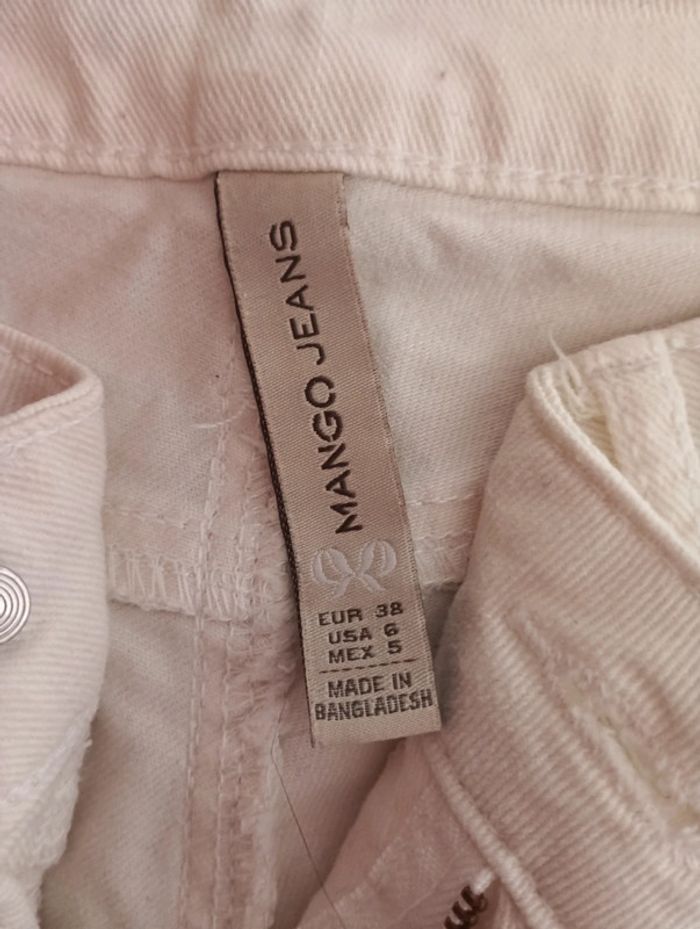 MANGO JEANS
EUR 38
USA 6
MEX 5
MADE IN
BANGLADESH